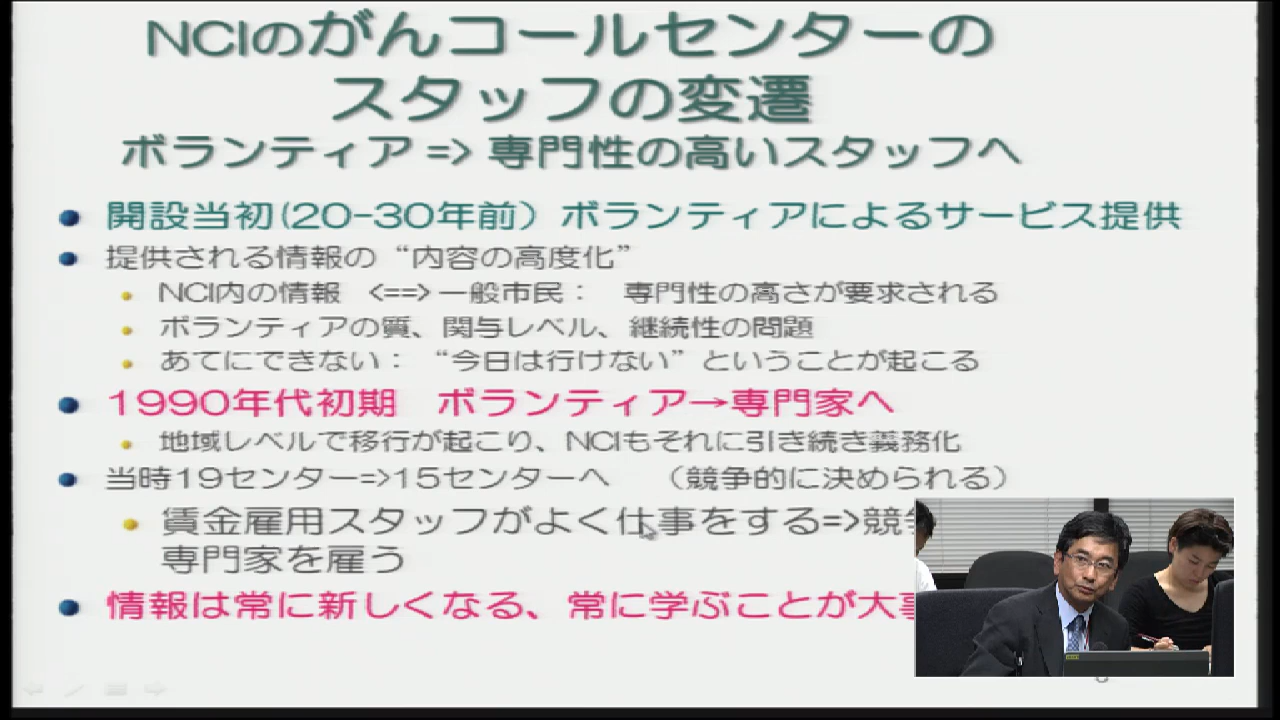 NCIのがんコールセンターの
スタッフの変遷
ボランティア => 専門性の高いスタッフへ
開設当初(20-30年前） ボランティアによるサービス提供
提供される情報の “内容の高度化”
NCI内の情報 <==> 一般市民： 専門性の高さが要求される
ボランティアの質、関与レベル、継続性の問題
あてにできない： “今日は行けない” ということが起こる
1990年代初期 ボランティア→専門家へ
地域レベルで移行が起こり、NCIもそれに引き続き義務化
当時19センター=>15センターへ （競争的に決められる）
賃金雇用スタッフがよく仕事をする=>競
専門家を雇う
情報は常に新しくなる、常に学ぶことが大